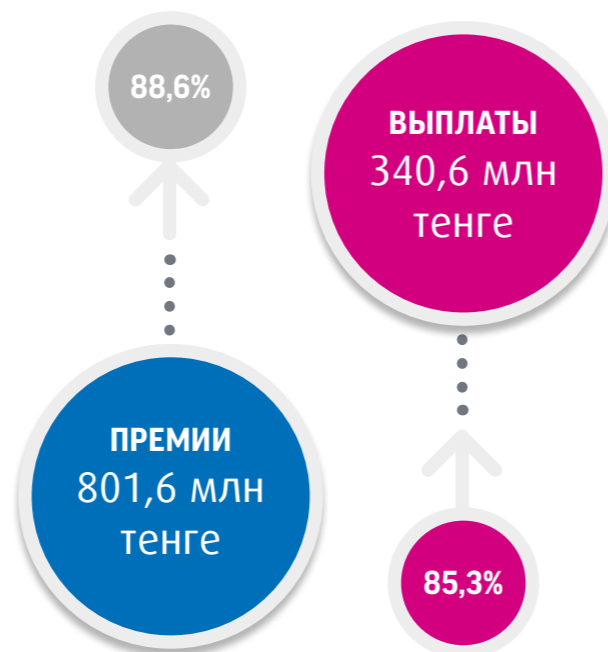 88,6%
ПРЕМИИ
801,6 млн
тенге
ВЫПЛАТЫ
340,6 млн
тенге
85,3%